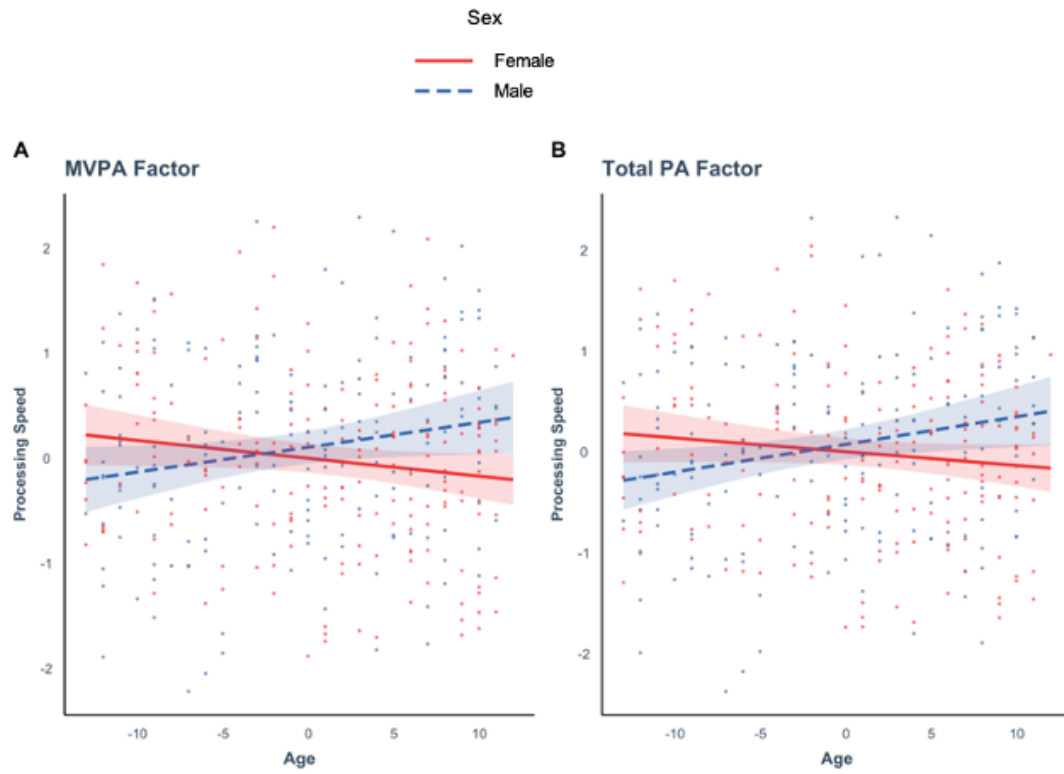 Sex
Female
Male
A
MVPA Factor
2
1
0
-1
-2
Processing Speed
-10
-5
0
5
10
Age
B
Total PA Factor
2
1
0
-1
-2
Processing Speed
-10
-5
0
5
10
Age